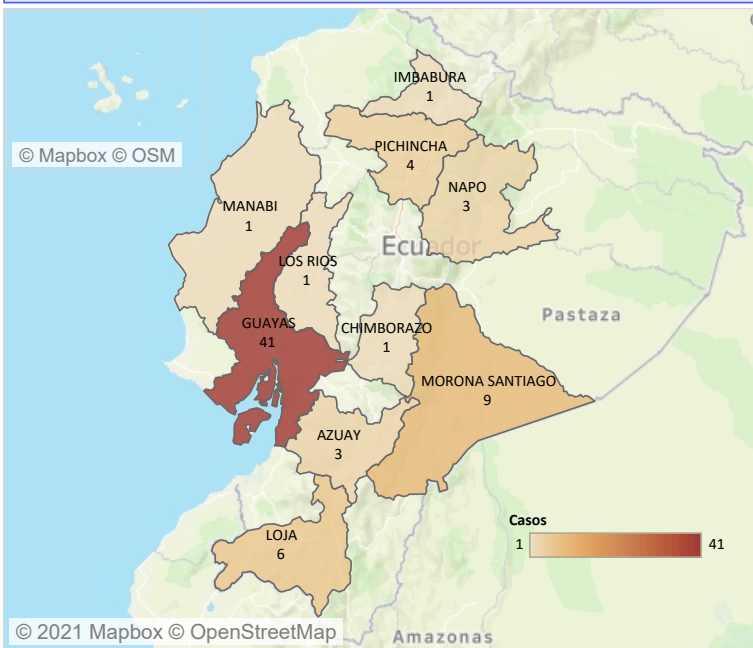 © Mapbox © OSM
IMBABURA
1
PICHINCHA
4
NAPO
3
MANABI
1
Ecuador
LOS RIOS
1
Pastaza
GUAYAS
41
CHIMBORAZO
1
MORONA SANTIAGO
9
AZUAY
3
Casos
1 41
LOJA
6
© 2021 Mapbox © OpenStreetMap
Amazonas